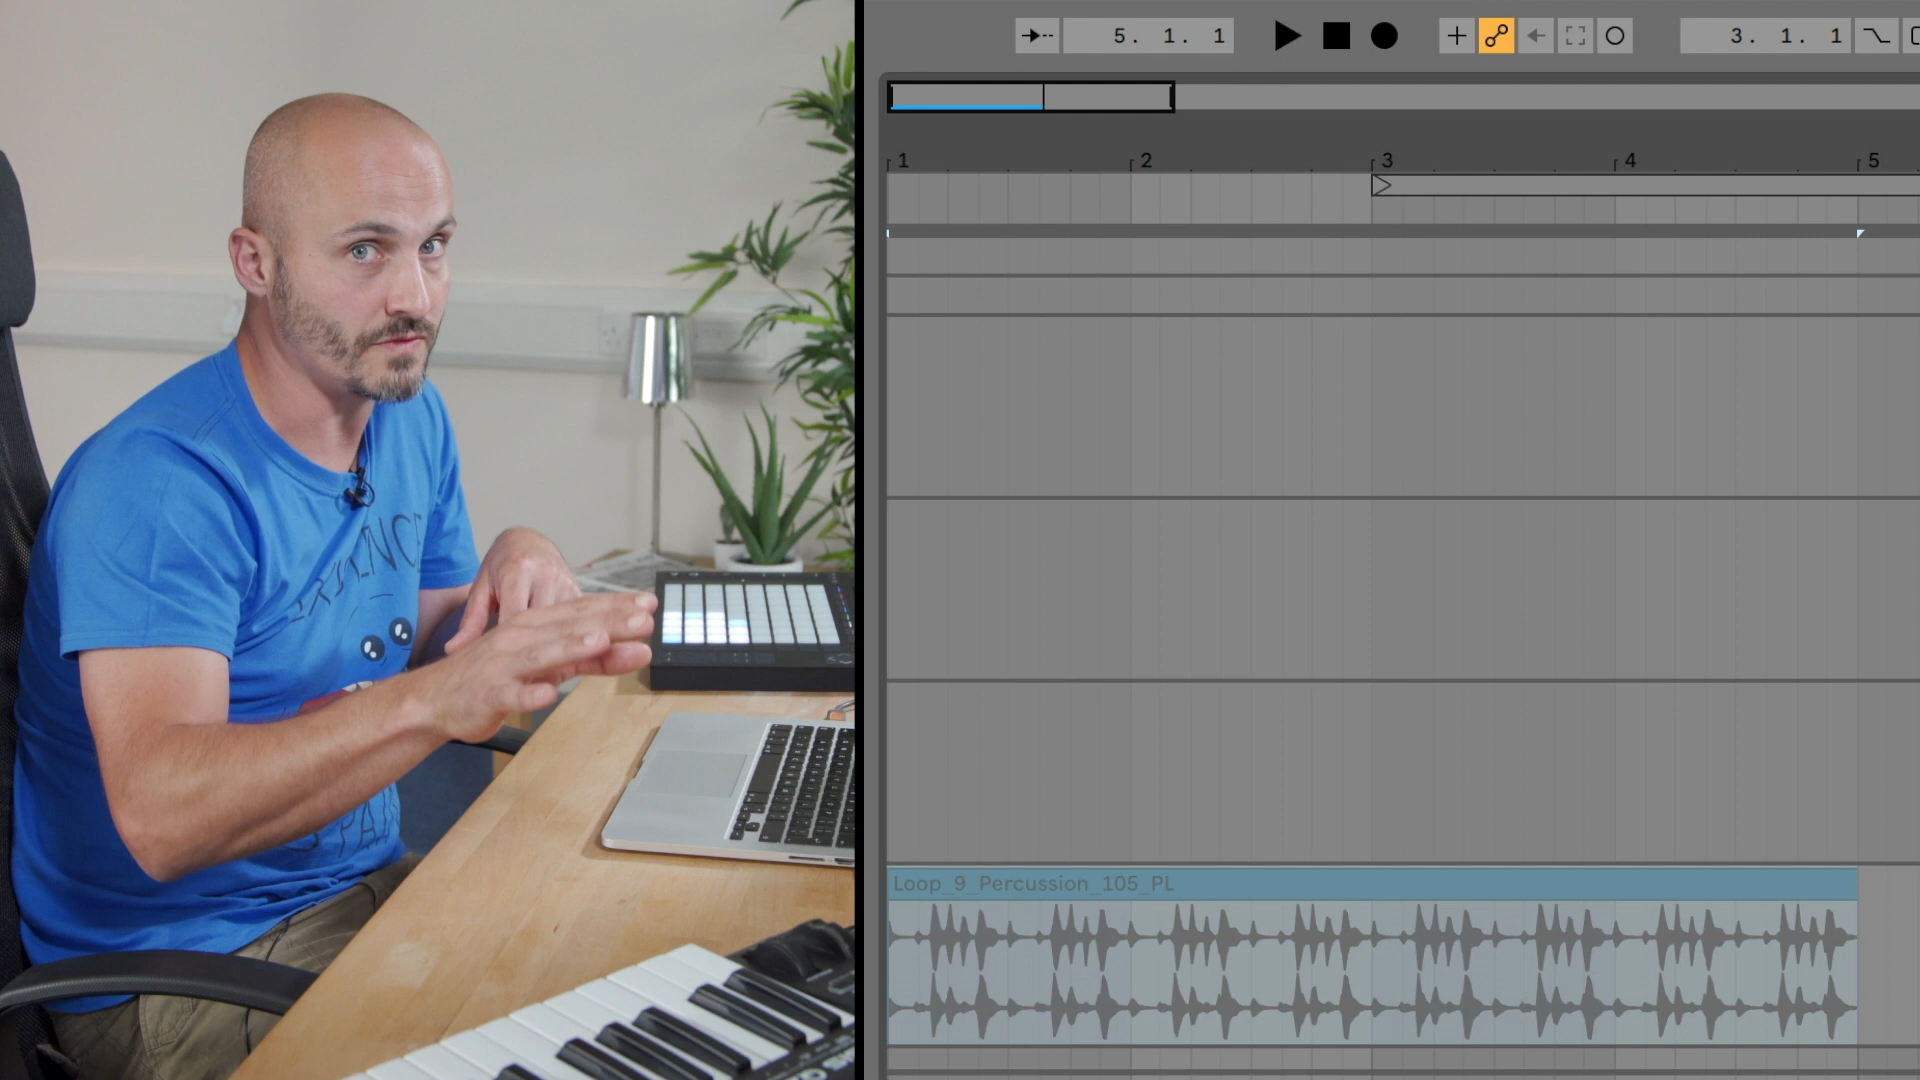 5. 1. 1
3. 1. 1
1 2 3 4 5
Loop_9_Percussion_105_PL